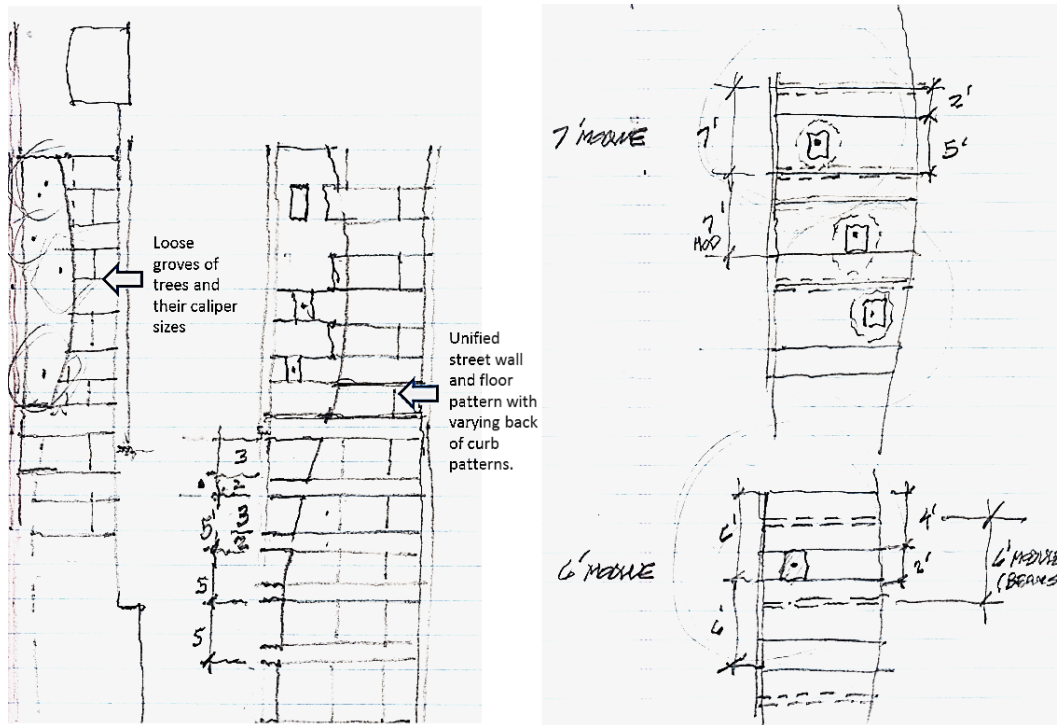 Loose
groves of
trees and
their caliper
sizes
Unified
street wall
and floor
pattern with
varying back
of curb
patterns.
3
2
5'
3
2
5
5
7' MODULE
7'
2'
5'
7'
MOD
6' MODULE
6'
4'
2'
6' MODULE
(BEAMS
6'